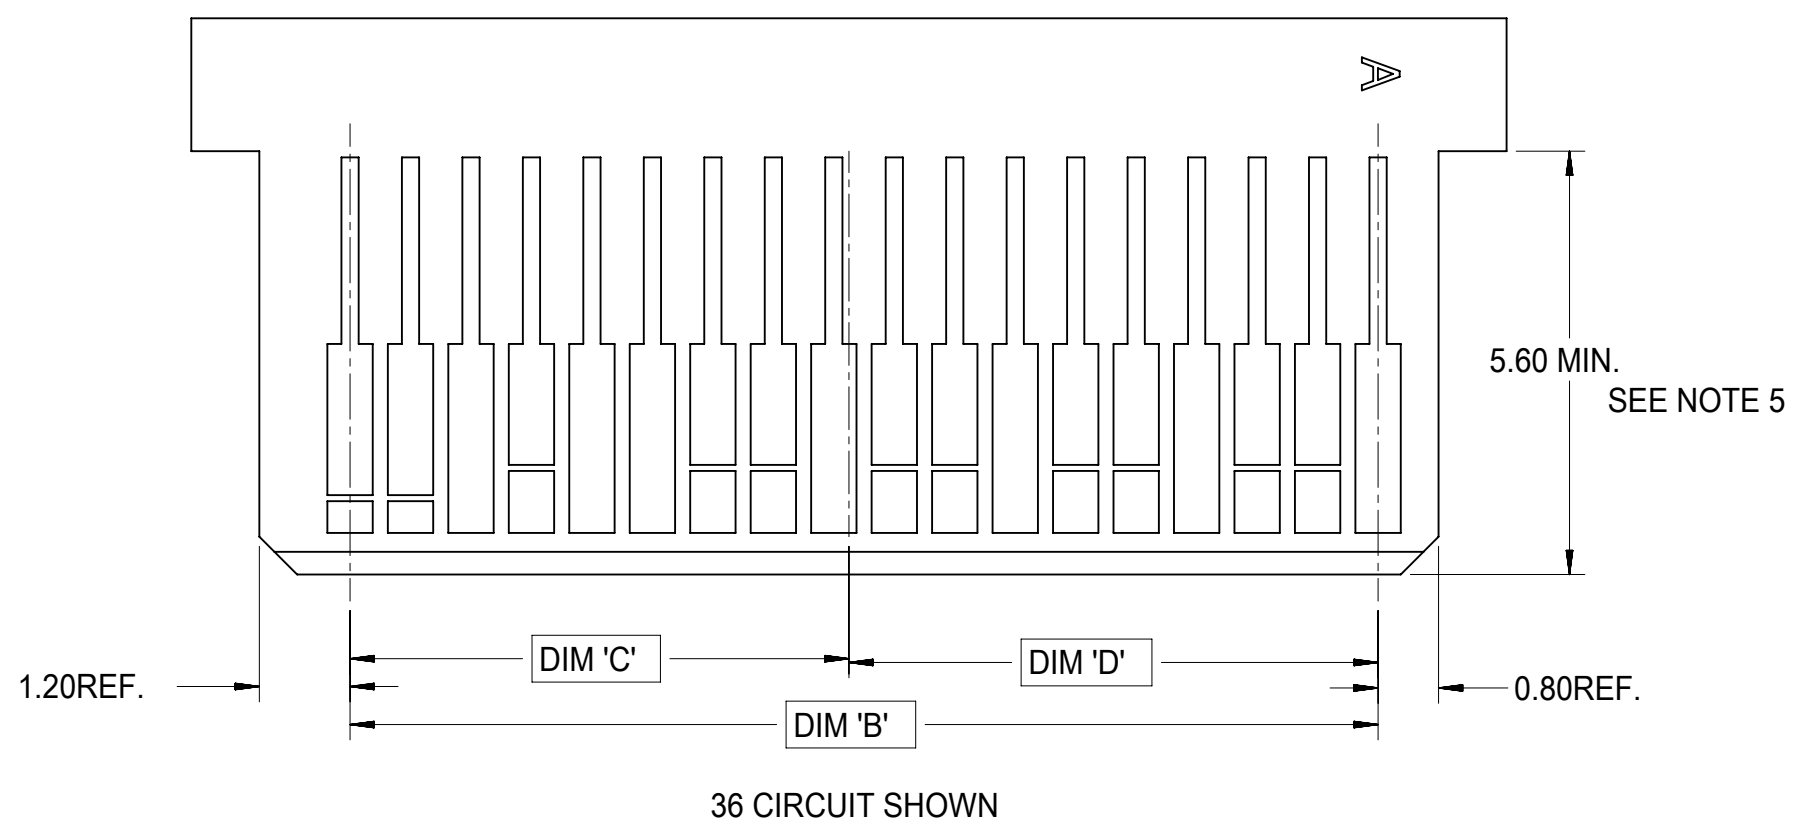 A
5.60 MIN.
SEE NOTE 5
DIM 'C'
DIM 'D'
1.20REF.
0.80REF.
DIM 'B'
36 CIRCUIT SHOWN